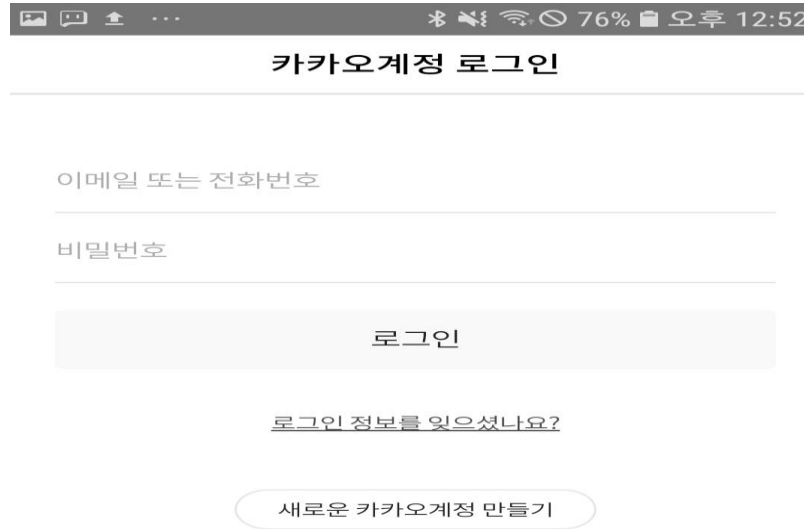 76% 오후 12:52
카카오계정 로그인
이메일 또는 전화번호
비밀번호
로그인
로그인 정보를 잊으셨나요?
새로운 카카오계정 만들기